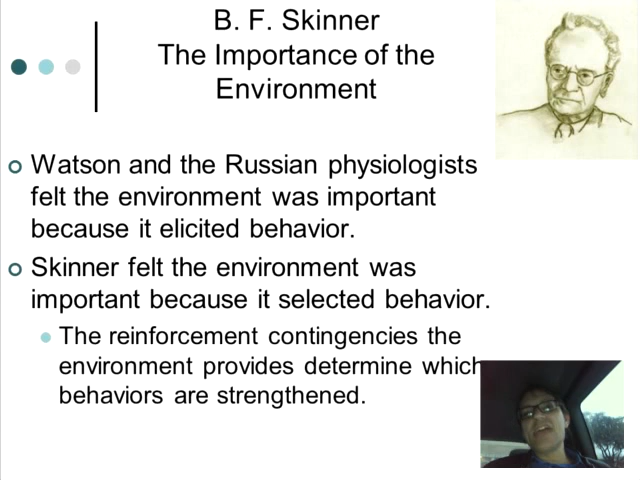 B. F. Skinner
The Importance of the
Environment
Watson and the Russian physiologists
felt the environment was important
because it elicited behavior.
Skinner felt the environment was
important because it selected behavior.
The reinforcement contingencies the
environment provides determine which
behaviors are strengthened.